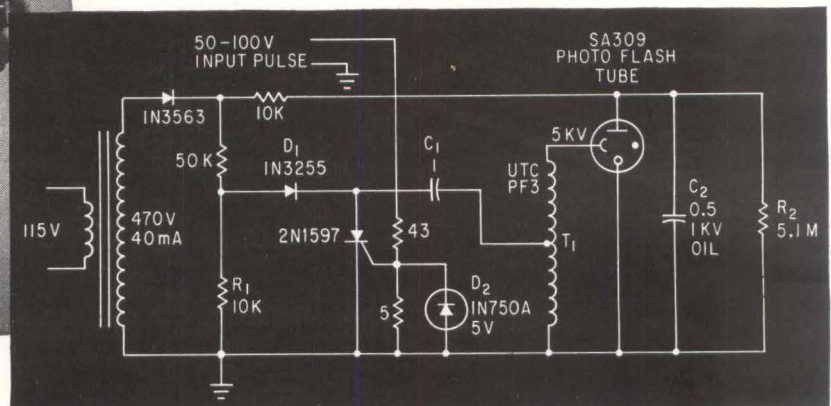 50-100V
INPUT PULSE
SA309
PHOTO FLASH
TUBE
1N3563
10K
50K
D1
1N3255
C1
1
5KV
UTC
PF3
115V
470V
40mA
2N1597
43
T1
C2
0.5
1KV
OIL
R2
5.1M
R1
10K
5
D2
1N750A
5V